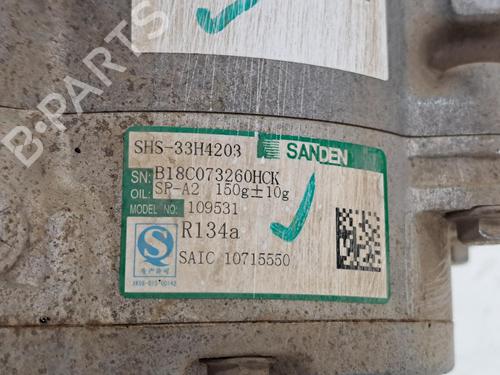 B-PARTS
SHS-33H4203
SANDEN
SN: B18C073260HCK
OIL: SP-A2 150g±10g
MODEL NO: 109531
R134a
SAIC 10715550